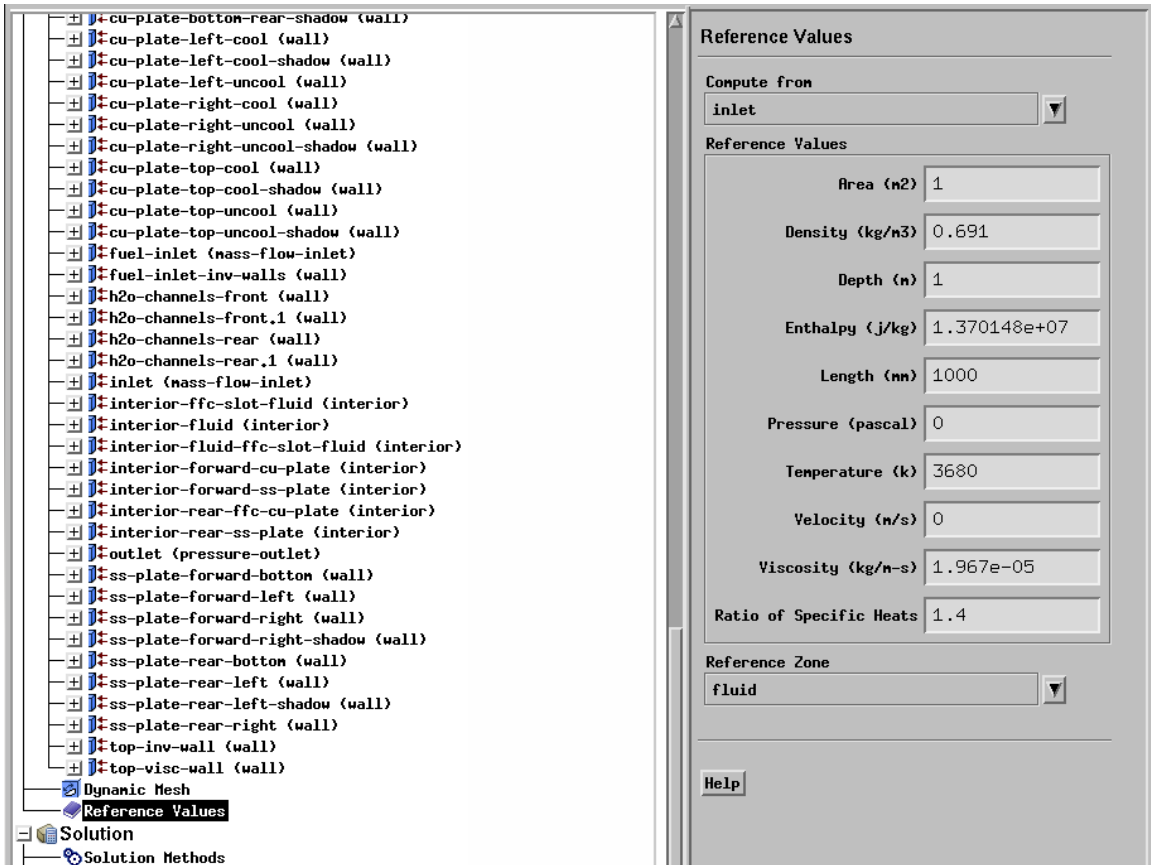 cu-plate-bottom-rear-shadow (wall)
cu-plate-left-cool (wall)
cu-plate-left-cool-shadow (wall)
cu-plate-left-uncool (wall)
cu-plate-right-cool (wall)
cu-plate-right-uncool (wall)
cu-plate-right-uncool-shadow (wall)
cu-plate-top-cool (wall)
cu-plate-top-cool-shadow (wall)
cu-plate-top-uncool (wall)
cu-plate-top-uncool-shadow (wall)
fuel-inlet (mass-flow-inlet)
fuel-inlet-inv-walls (wall)
h2o-channels-front (wall)
h2o-channels-front.1 (wall)
h2o-channels-rear (wall)
h2o-channels-rear.1 (wall)
inlet (mass-flow-inlet)
interior-ffc-slot-fluid (interior)
interior-fluid (interior)
interior-fluid-ffc-slot-fluid (interior)
interior-forward-cu-plate (interior)
interior-forward-ss-plate (interior)
interior-rear-ffc-cu-plate (interior)
interior-rear-ss-plate (interior)
outlet (pressure-outlet)
ss-plate-forward-bottom (wall)
ss-plate-forward-left (wall)
ss-plate-forward-right (wall)
ss-plate-forward-right-shadow (wall)
ss-plate-rear-bottom (wall)
ss-plate-rear-left (wall)
ss-plate-rear-left-shadow (wall)
ss-plate-rear-right (wall)
top-inv-wall (wall)
top-visc-wall (wall)
Dynamic Mesh
Reference Values
Solution
Solution Methods
Reference Values
Compute from
inlet
Reference Values
Area (m2) 1
Density (kg/m3) 0.691
Depth (m) 1
Enthalpy (j/kg) 1.370148e+07
Length (mm) 1000
Pressure (pascal) 0
Temperature (k) 3680
Velocity (m/s) 0
Viscosity (kg/m-s) 1.967e-05
Ratio of Specific Heats 1.4
Reference Zone
fluid
Help